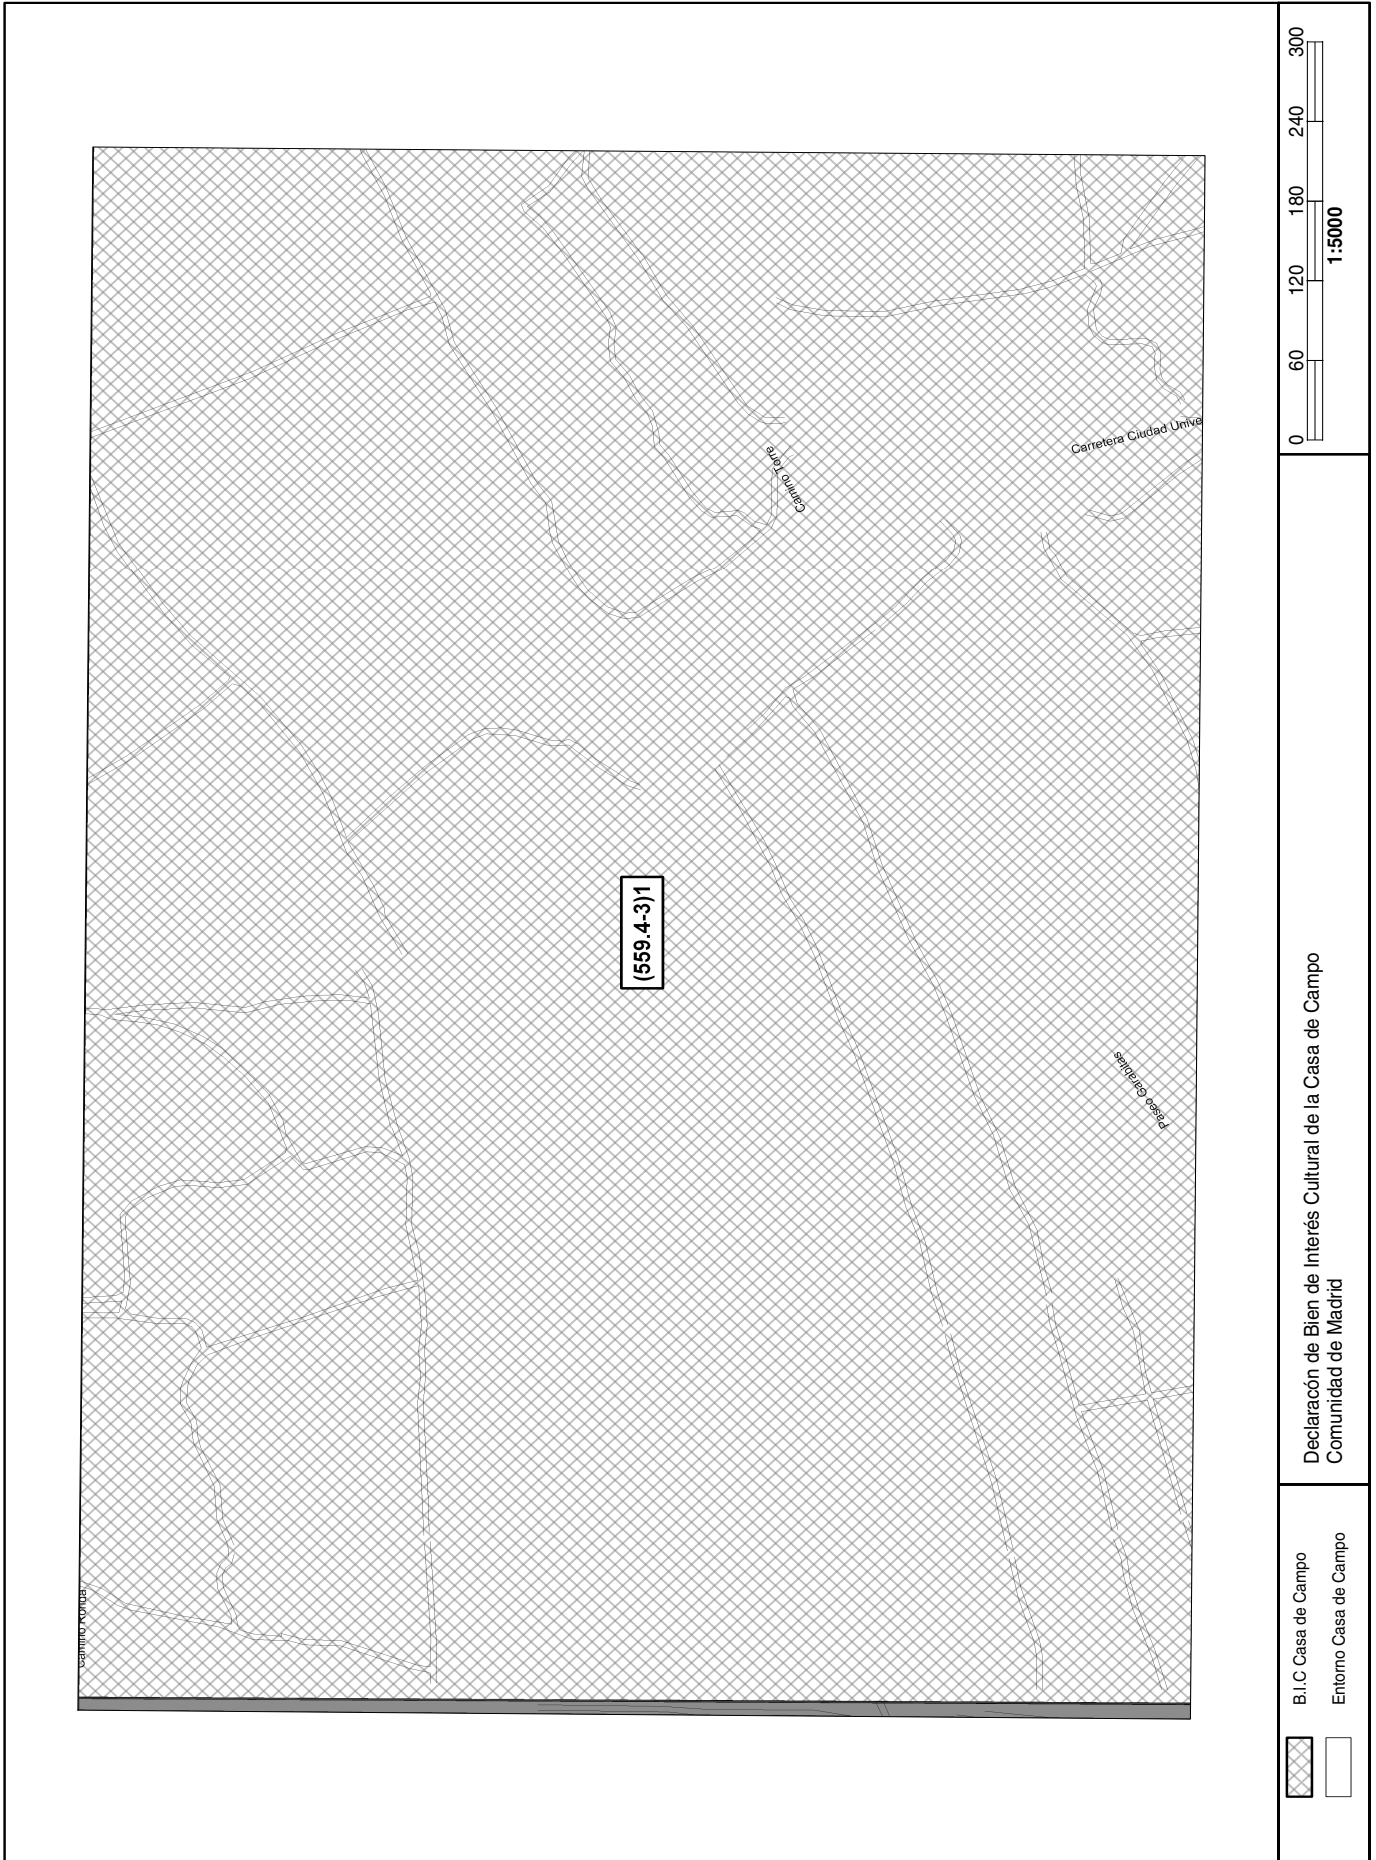 Camino Ronda
Camino Torre
Carretera Ciudad Unive
(559.4-3)1
Paseo Garabitas
B.I.C Casa de Campo
Entorno Casa de Campo
Declaracón de Bien de Interés Cultural de la Casa de Campo
Comunidad de Madrid
0 60 120 180 240 300
1:5000